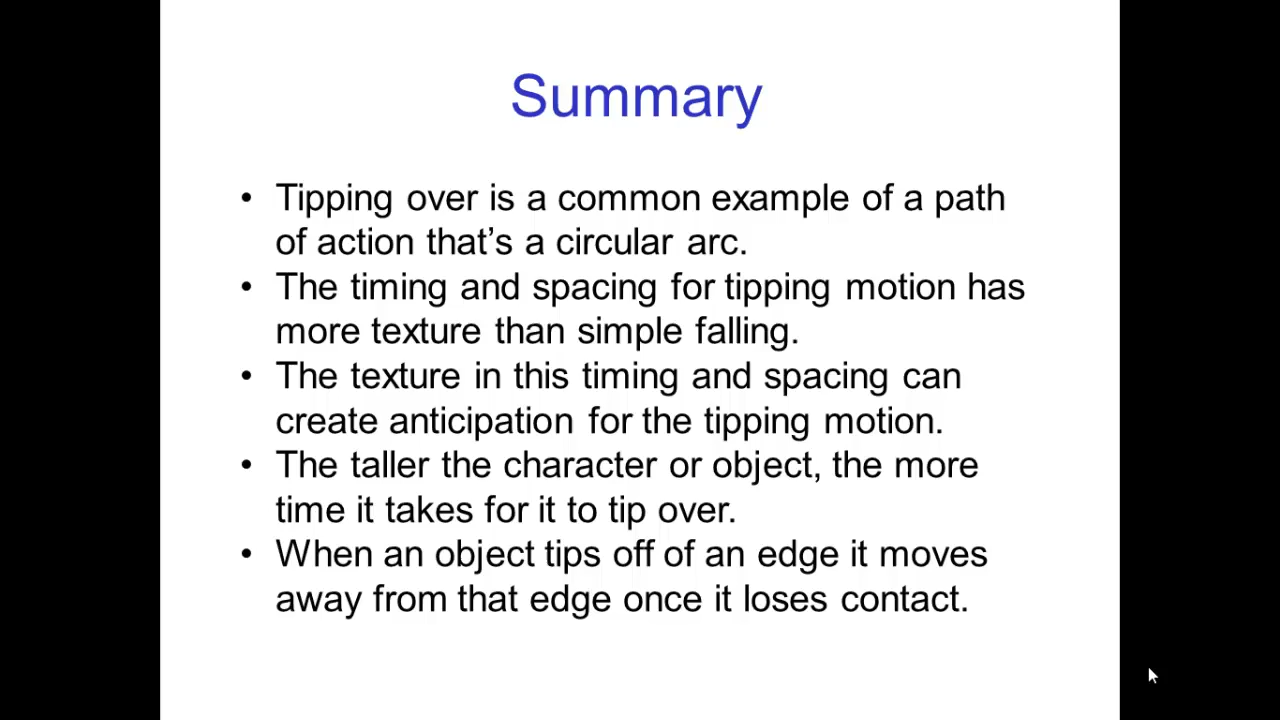 Summary
• Tipping over is a common example of a path
of action that’s a circular arc.
• The timing and spacing for tipping motion has
more texture than simple falling.
• The texture in this timing and spacing can
create anticipation for the tipping motion.
• The taller the character or object, the more
time it takes for it to tip over.
• When an object tips off of an edge it moves
away from that edge once it loses contact.